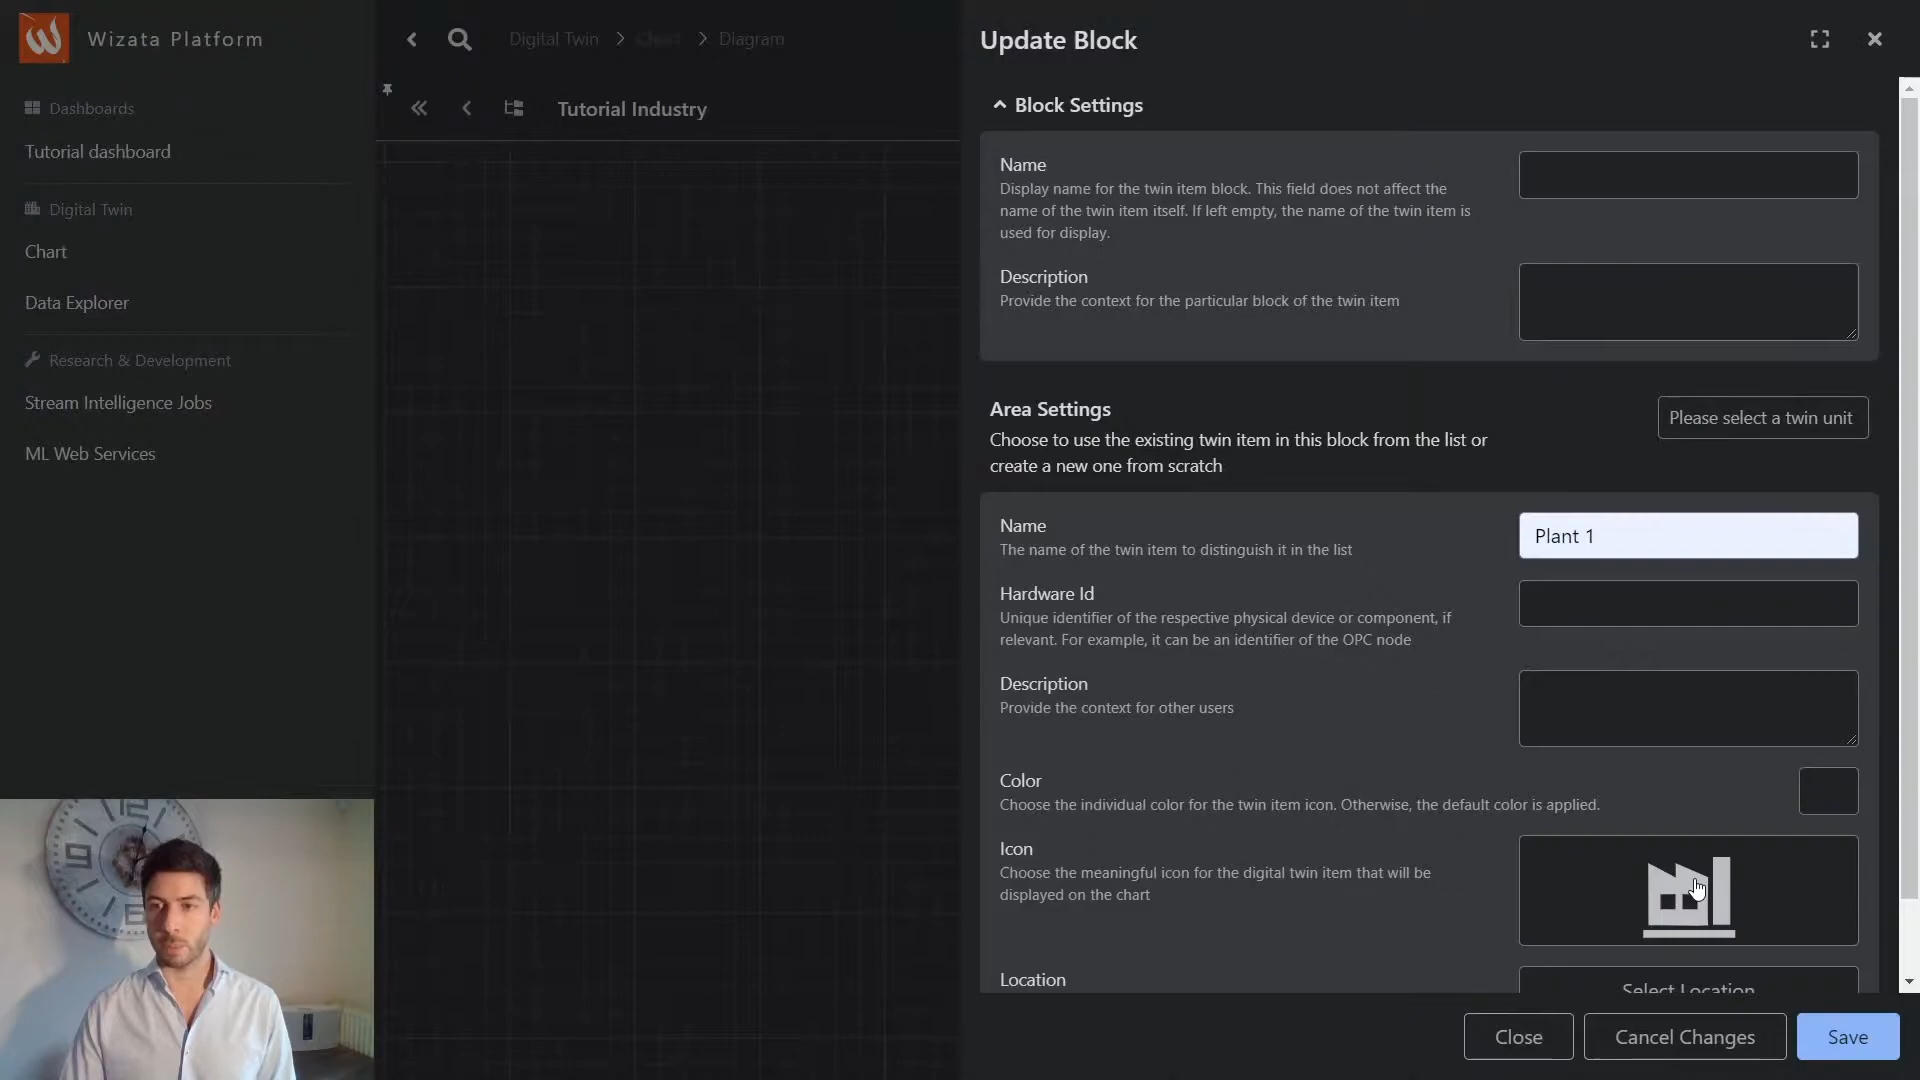 Wizata Platform
Digital Twin
Chart
Diagram
Update Block
Dashboards
Tutorial dashboard
Digital Twin
Chart
Data Explorer
Research & Development
Stream Intelligence Jobs
ML Web Services
Tutorial Industry
Block Settings
Name
Display name for the twin item block. This field does not affect the
name of the twin item itself. If left empty, the name of the twin item is
used for display.
Description
Provide the context for the particular block of the twin item
Area Settings
Please select a twin unit
Choose to use the existing twin item in this block from the list or
create a new one from scratch
Name
Plant 1
The name of the twin item to distinguish it in the list
Hardware Id
Unique identifier of the respective physical device or component, if
relevant. For example, it can be an identifier of the OPC node
Description
Provide the context for other users
Color
Choose the individual color for the twin item icon. Otherwise, the default color is applied.
Icon
Choose the meaningful icon for the digital twin item that will be
displayed on the chart
Location
Select Location
Close
Cancel Changes
Save